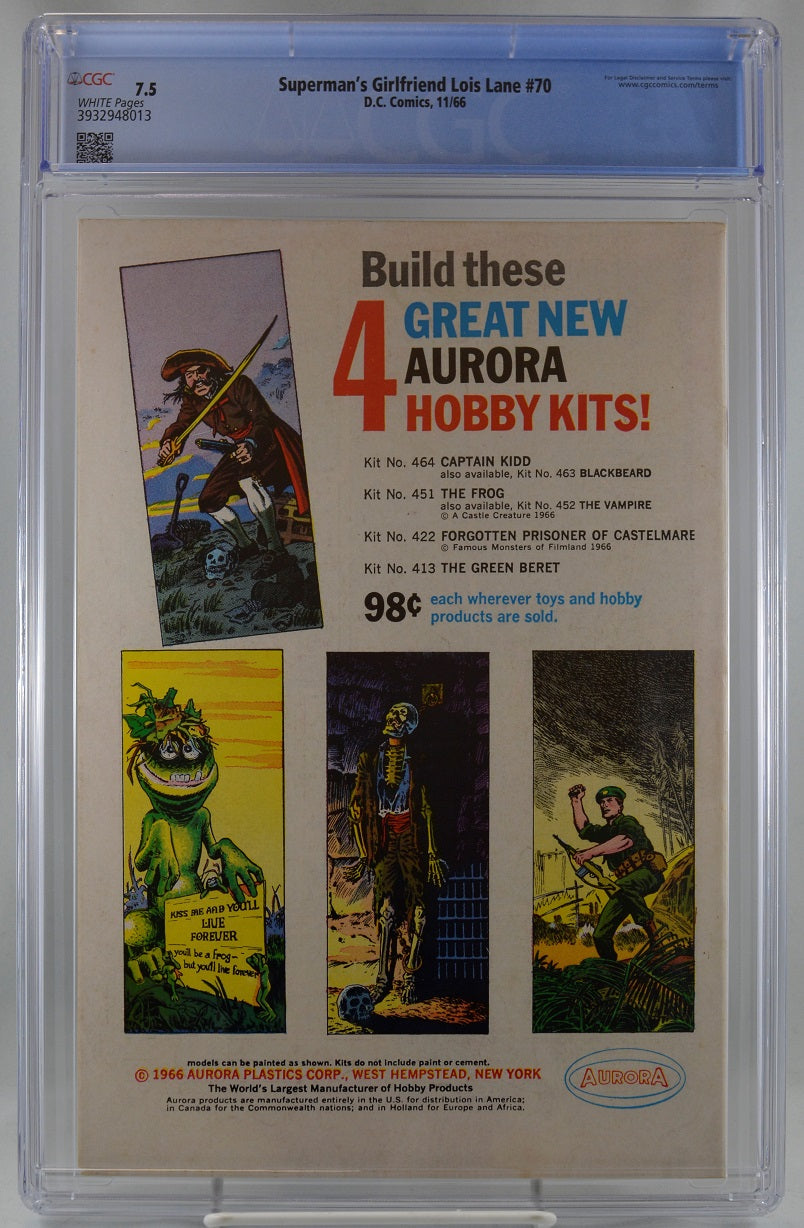 CGC
7.5
WHITE Pages
3932948013
Superman's Girlfriend Lois Lane #70
D.C. Comics, 11/66
For Legal Disclaimer and Service Terms please visit:
www.cgccomics.com/terms
Build these
4 GREAT NEW
AURORA
HOBBY KITS!
Kit No. 464 CAPTAIN KIDD
also available, Kit No. 463 BLACKBEARD
Kit No. 451 THE FROG
also available, Kit No. 452 THE VAMPIRE
© A Castle Creature 1966
Kit No. 422 FORGOTTEN PRISONER OF CASTELMARE
© Famous Monsters of Filmland 1966
Kit No. 413 THE GREEN BERET
98¢ each wherever toys and hobby
products are sold.
KISS ME AND YOU'LL
LIVE
FOREVER
you'll be a frog—
but you'll live forever
models can be painted as shown. Kits do not include paint or cement.
© 1966 AURORA PLASTICS CORP., WEST HEMPSTEAD, NEW YORK
The World's Largest Manufacturer of Hobby Products
Aurora products are manufactured entirely in the U.S. for distribution in America;
in Canada for the Commonwealth nations; and in Holland for Europe and Africa.
AURORA